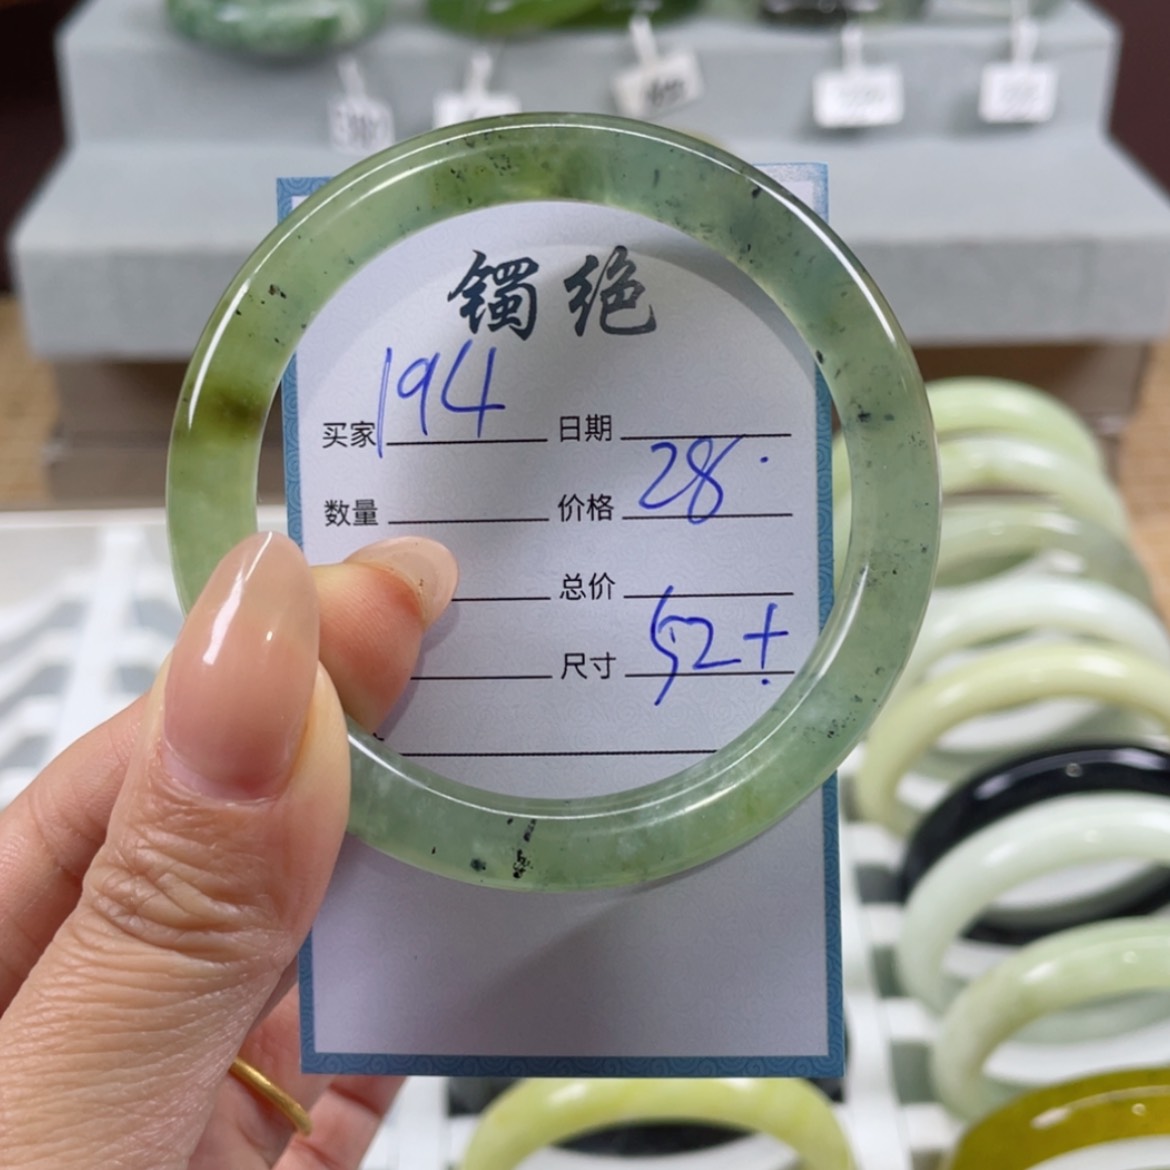 镯绝
买家 194 日期
数量 价格 28.
总价
尺寸 52+